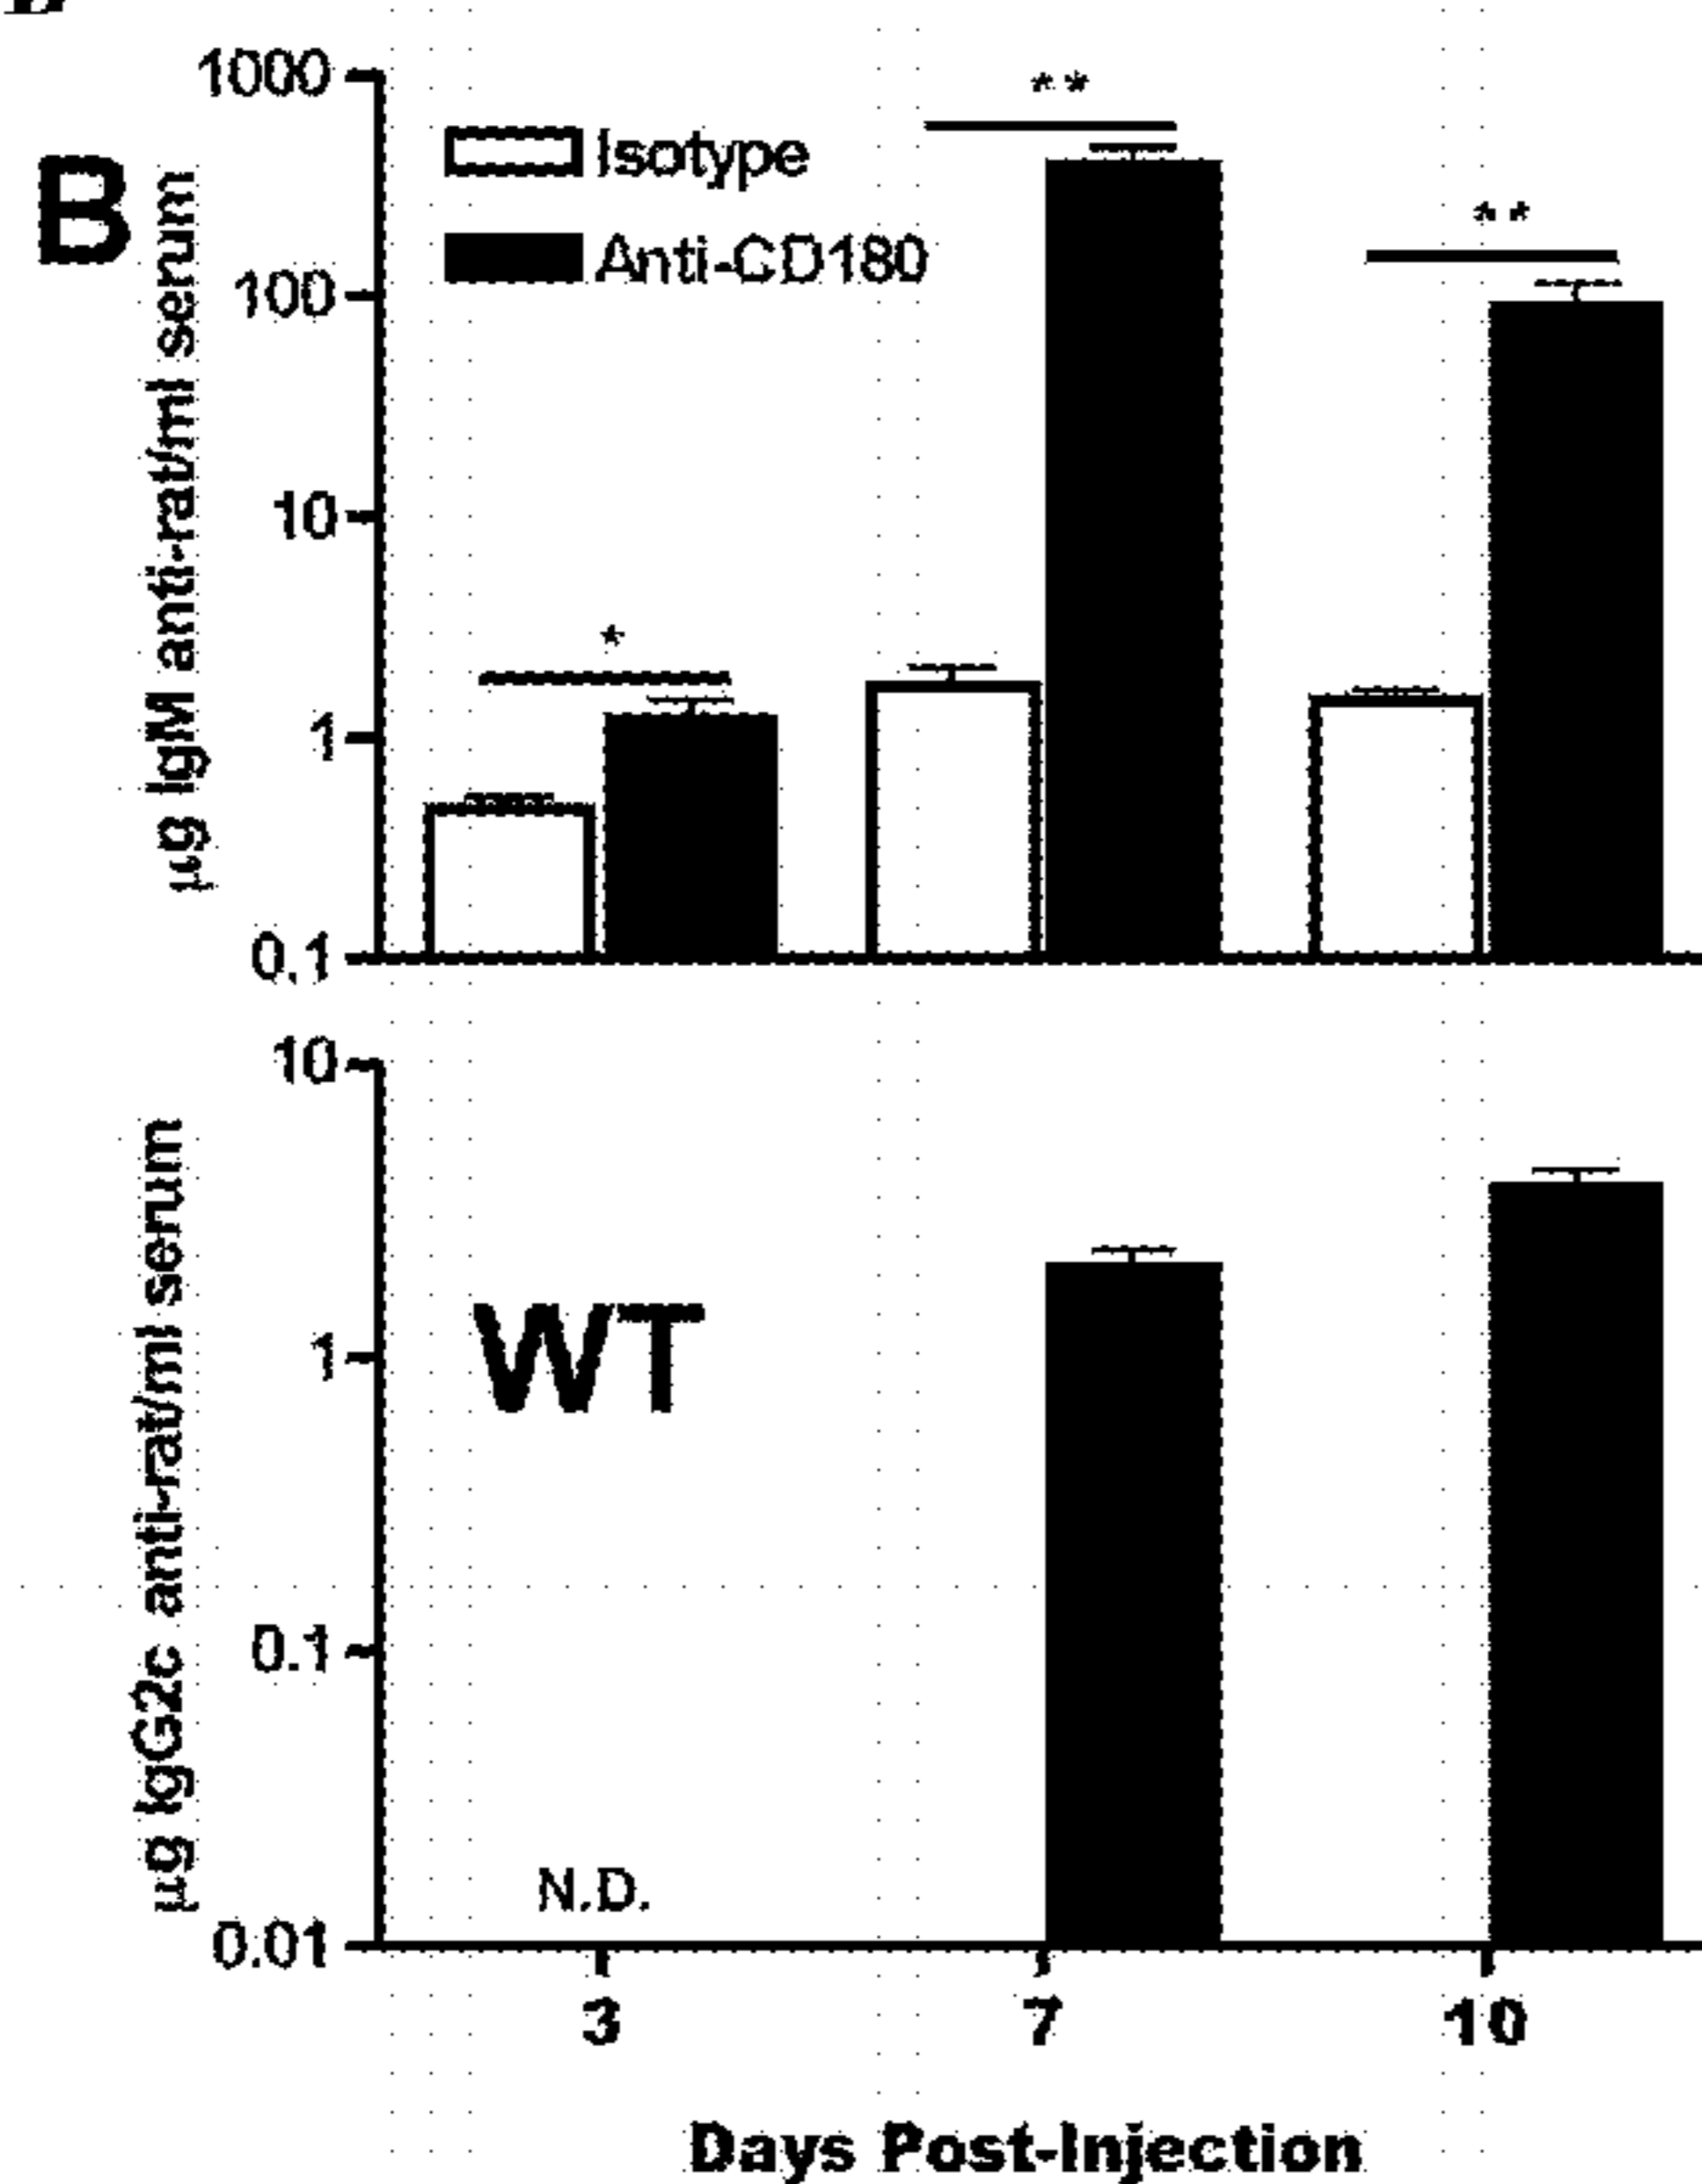 B
1000
Isotype
Anti-CD180
**
**
100
10
*
1
0.1
µg IgM anti-rat/ml serum
10
1
WT
0.1
N.D.
0.01
µg IgG2c anti-rat/ml serum
3 7 10
Days Post-Injection